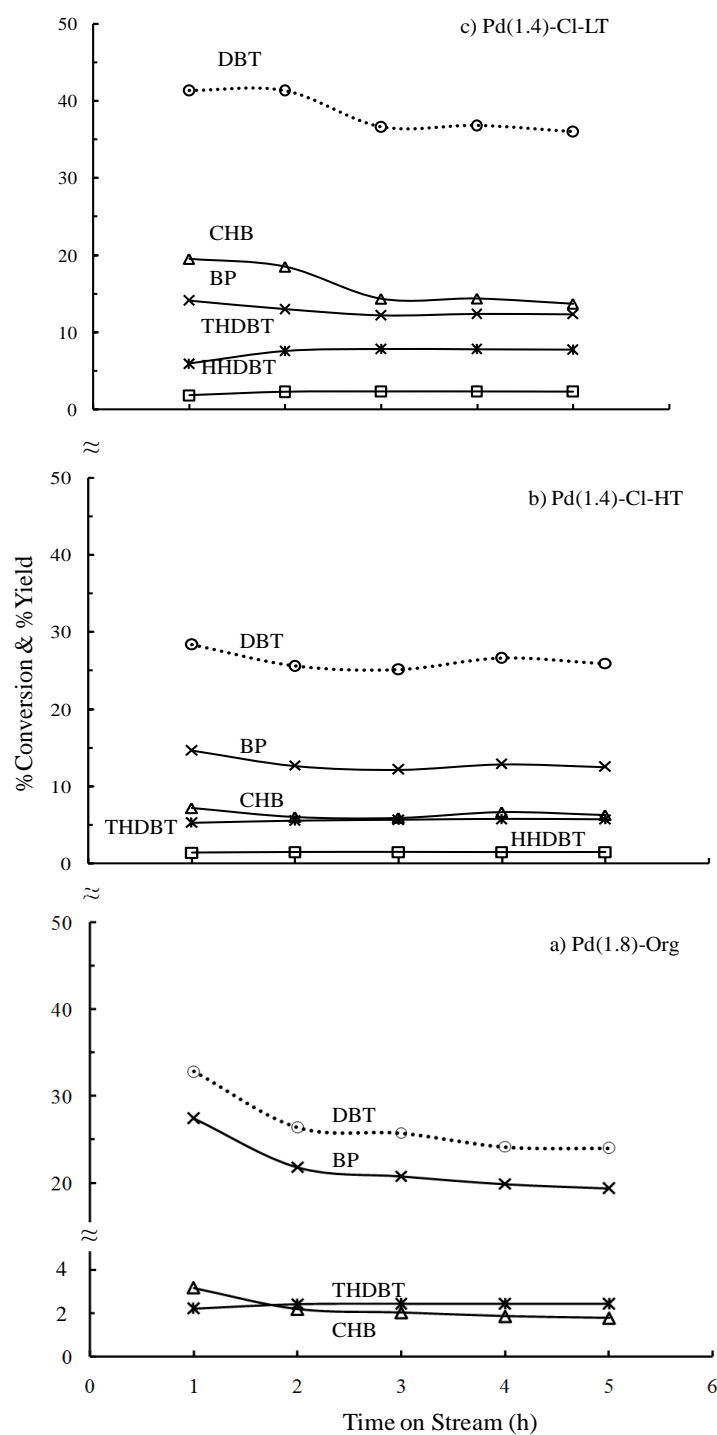 c) Pd(1.4)-Cl-LT
50
40
30
20
10
0
DBT
CHB
BP
THDBT
HHDBT
≈
b) Pd(1.4)-Cl-HT
50
40
30
20
10
0
DBT
BP
CHB
THDBT
HHDBT
%Conversion & %Yield
≈
a) Pd(1.8)-Org
50
40
30
20
≈
4
2
0
DBT
BP
THDBT
CHB
0 1 2 3 4 5 6
Time on Stream (h)